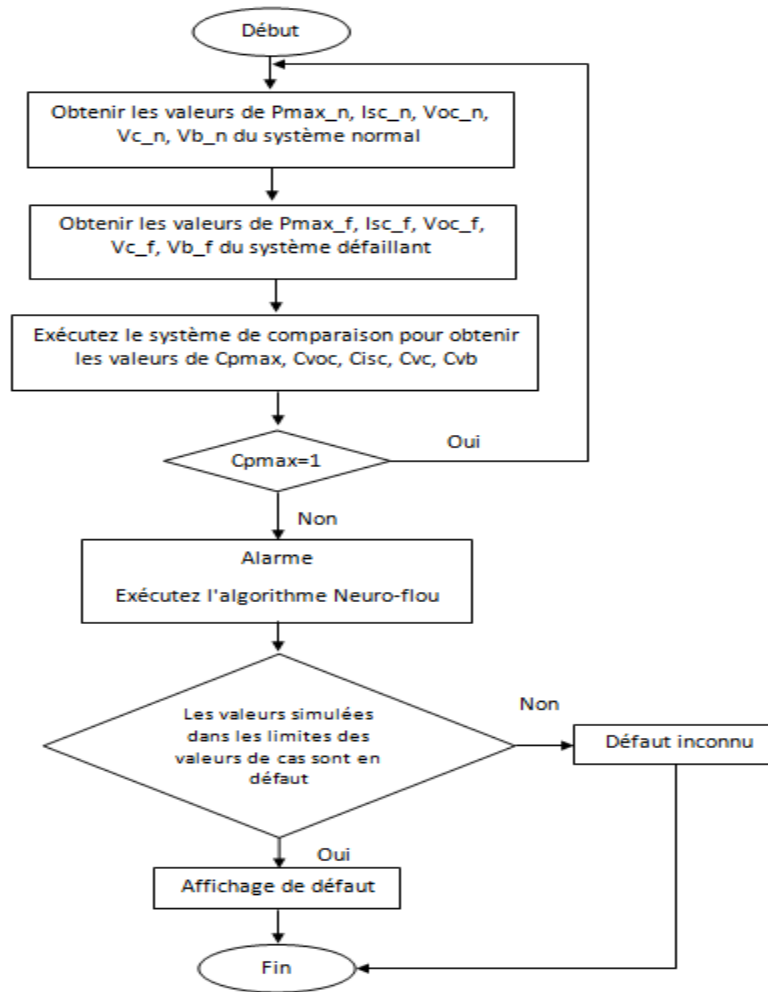 Début
Obtenir les valeurs de Pmax_n, Isc_n, Voc_n,
Vc_n, Vb_n du système normal
Obtenir les valeurs de Pmax_f, Isc_f, Voc_f,
Vc_f, Vb_f du système défaillant
Exécutez le système de comparaison pour obtenir
les valeurs de Cpmax, Cvoc, Cisc, Cvc, Cvb
Oui
Cpmax=1
Non
Alarme
Exécutez l'algorithme Neuro-flou
Les valeurs simulées
dans les limites des
valeurs de cas sont en
défaut
Non
Défaut inconnu
Oui
Affichage de défaut
Fin